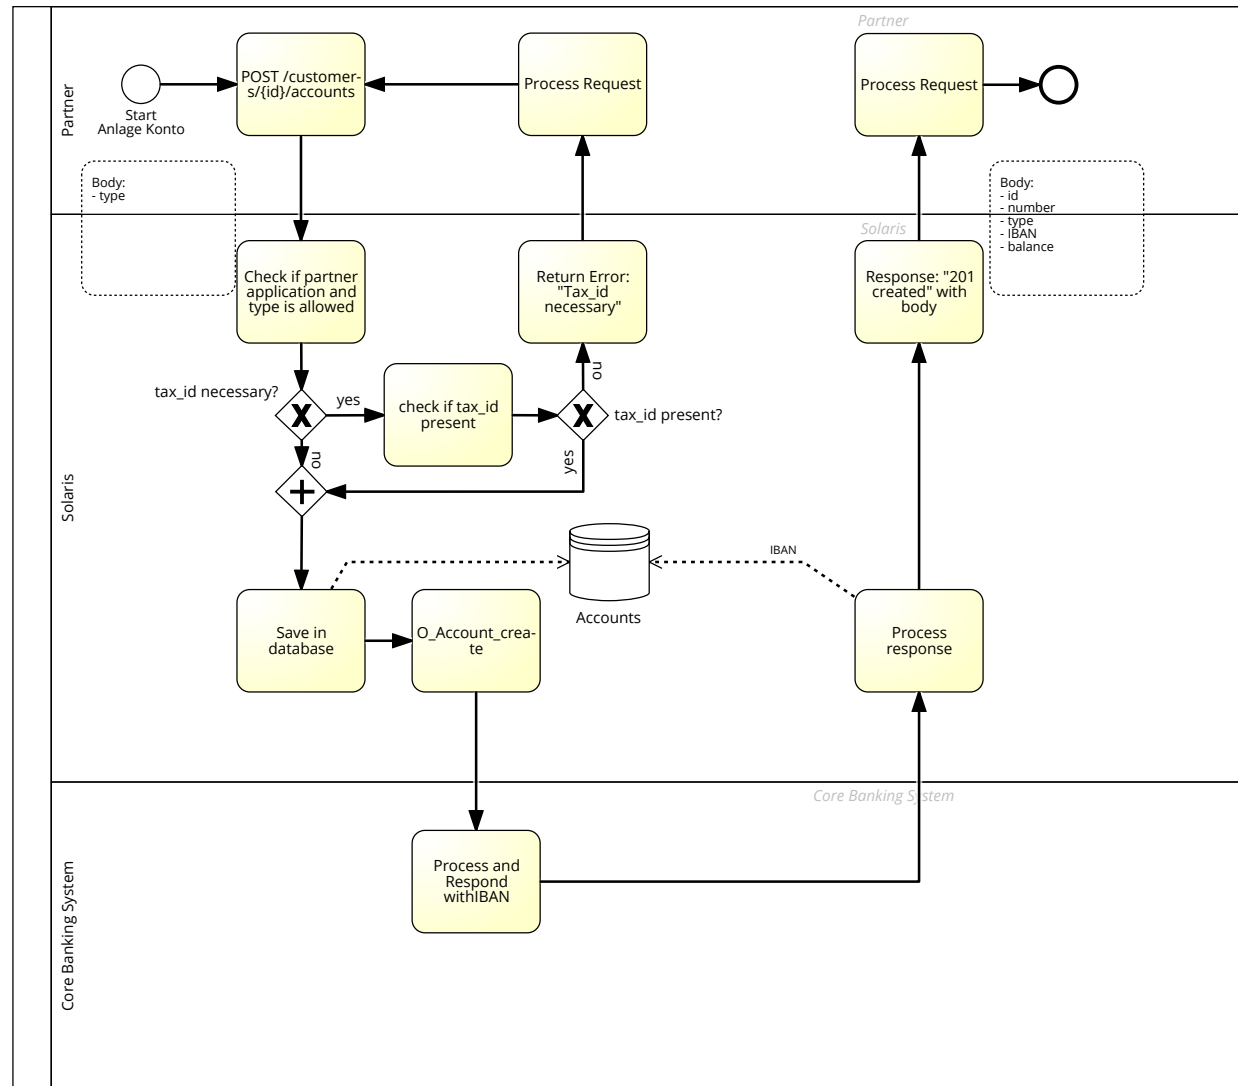 Partner
Partner
POST /customer-
s/{id}/accounts
Process Request
Process Request
Start
Anlage Konto
Body:
- type
Body:
- id
- number
- type
- IBAN
- balance
Solaris
Solaris
Check if partner
application and
type is allowed
Return Error:
"Tax_id
necessary"
Response: "201
created" with
body
tax_id necessary?
yes
check if tax_id
present
no
tax_id present?
no
yes
IBAN
Accounts
Save in
database
O_Account_crea-
te
Process
response
Core Banking System
Core Banking System
Process and
Respond
withIBAN